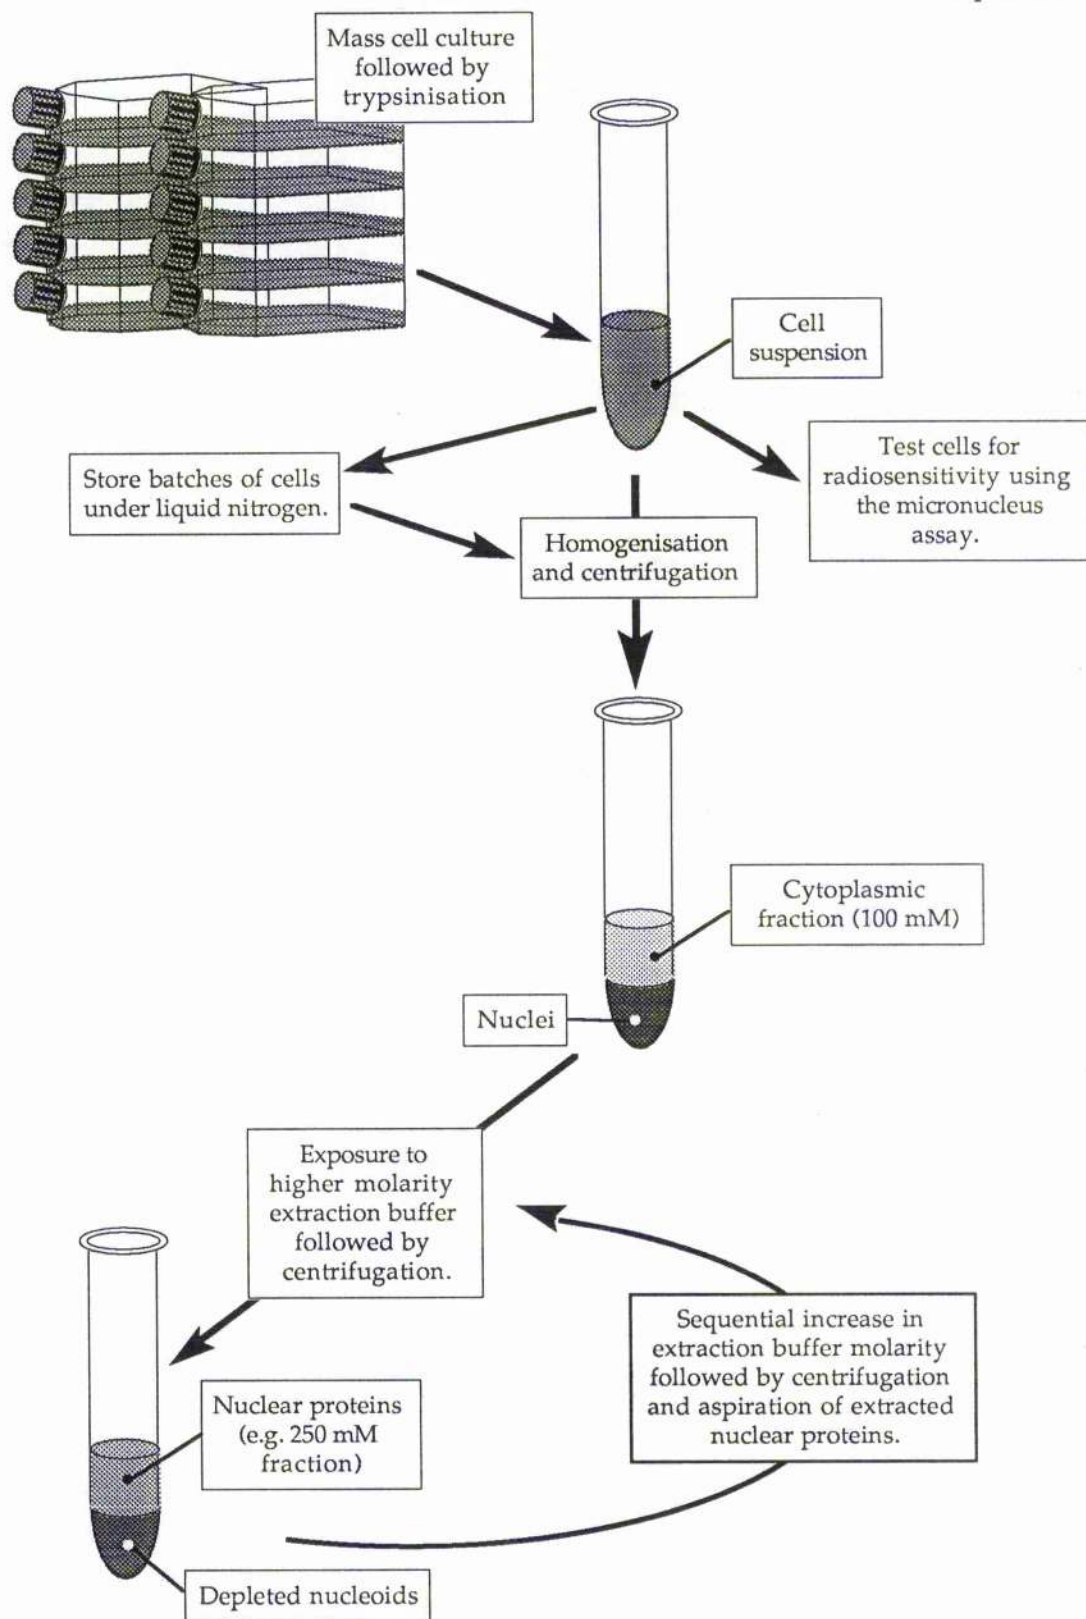 Mass cell culture
followed by
trypsinisation
Cell
suspension
Store batches of cells
under liquid nitrogen.
Test cells for
radiosensitivity using
the micronucleus
assay.
Homogenisation
and centrifugation
Cytoplasmic
fraction (100 mM)
Nuclei
Exposure to
higher molarity
extraction buffer
followed by
centrifugation.
Sequential increase in
extraction buffer molarity
followed by centrifugation
and aspiration of extracted
nuclear proteins.
Nuclear proteins
(e.g. 250 mM
fraction)
Depleted nucleoids